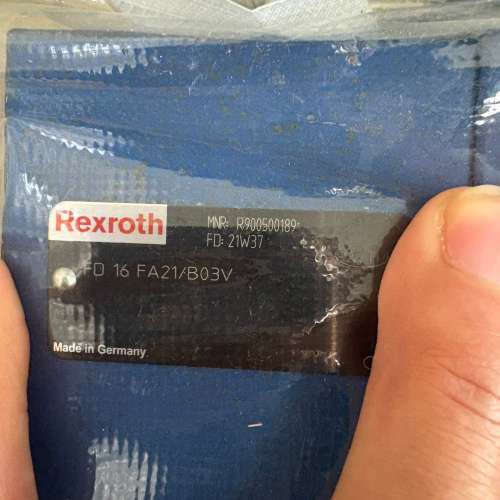 Rexroth
MNR: R900500189
FD: 21W37
FD 16 FA21/B03V
Made in Germany